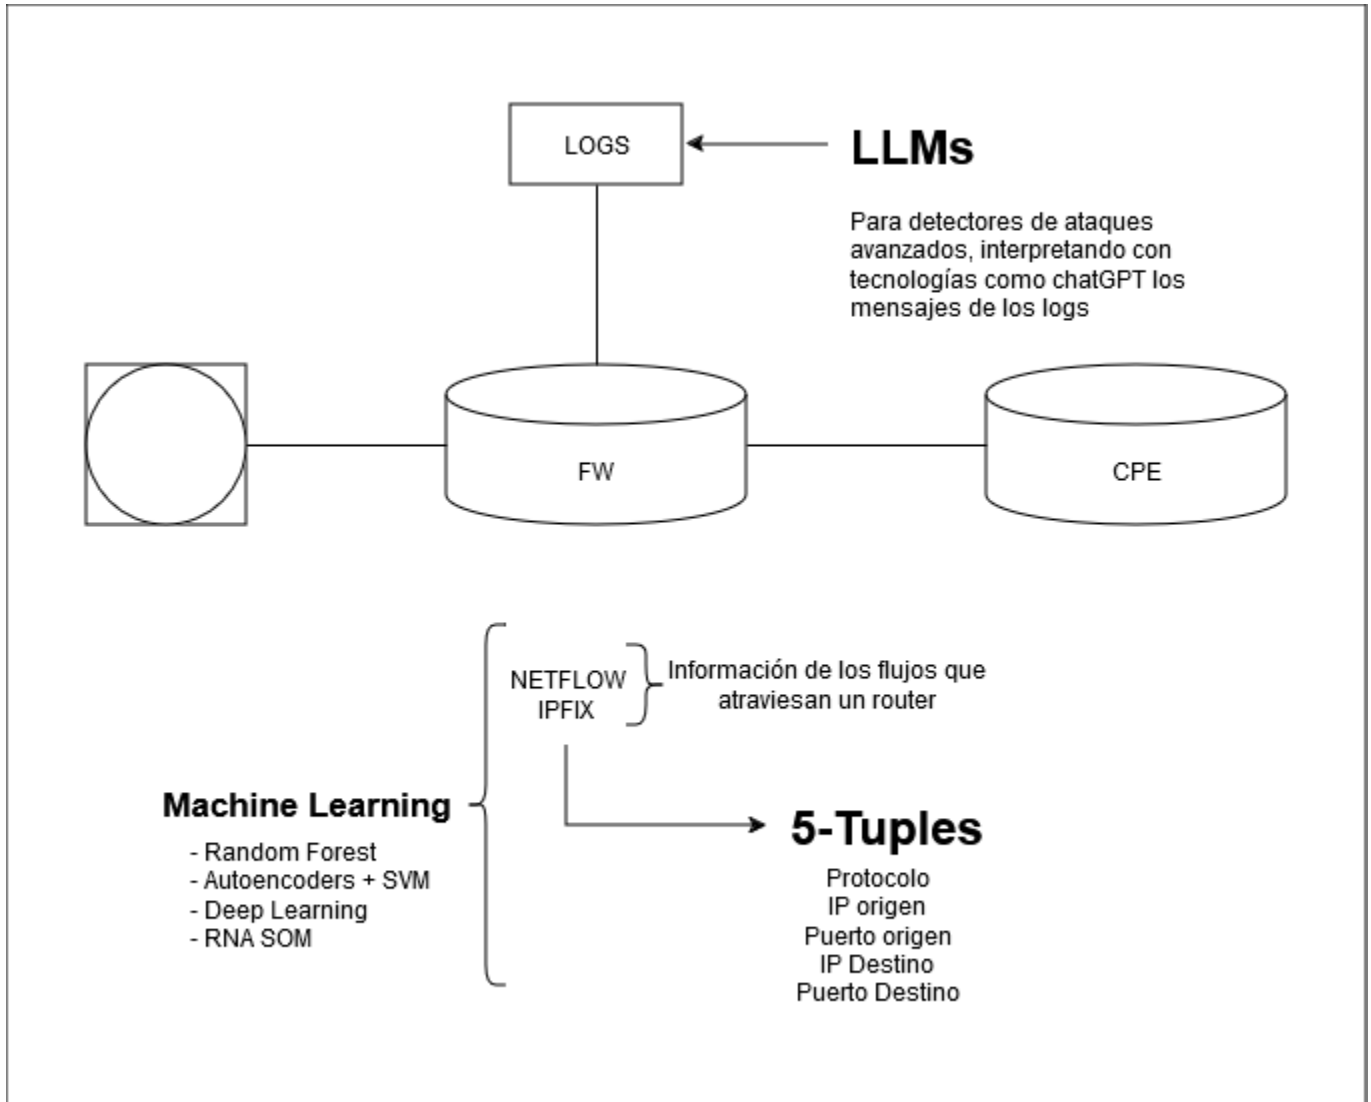 LOGS
LLMs
Para detectores de ataques
avanzados, interpretando con
tecnologías como chatGPT los
mensajes de los logs
FW
CPE
NETFLOW
IPFIX
Información de los flujos que
atraviesan un router
Machine Learning
- Random Forest
- Autoencoders + SVM
- Deep Learning
- RNA SOM
5-Tuples
Protocolo
IP origen
Puerto origen
IP Destino
Puerto Destino